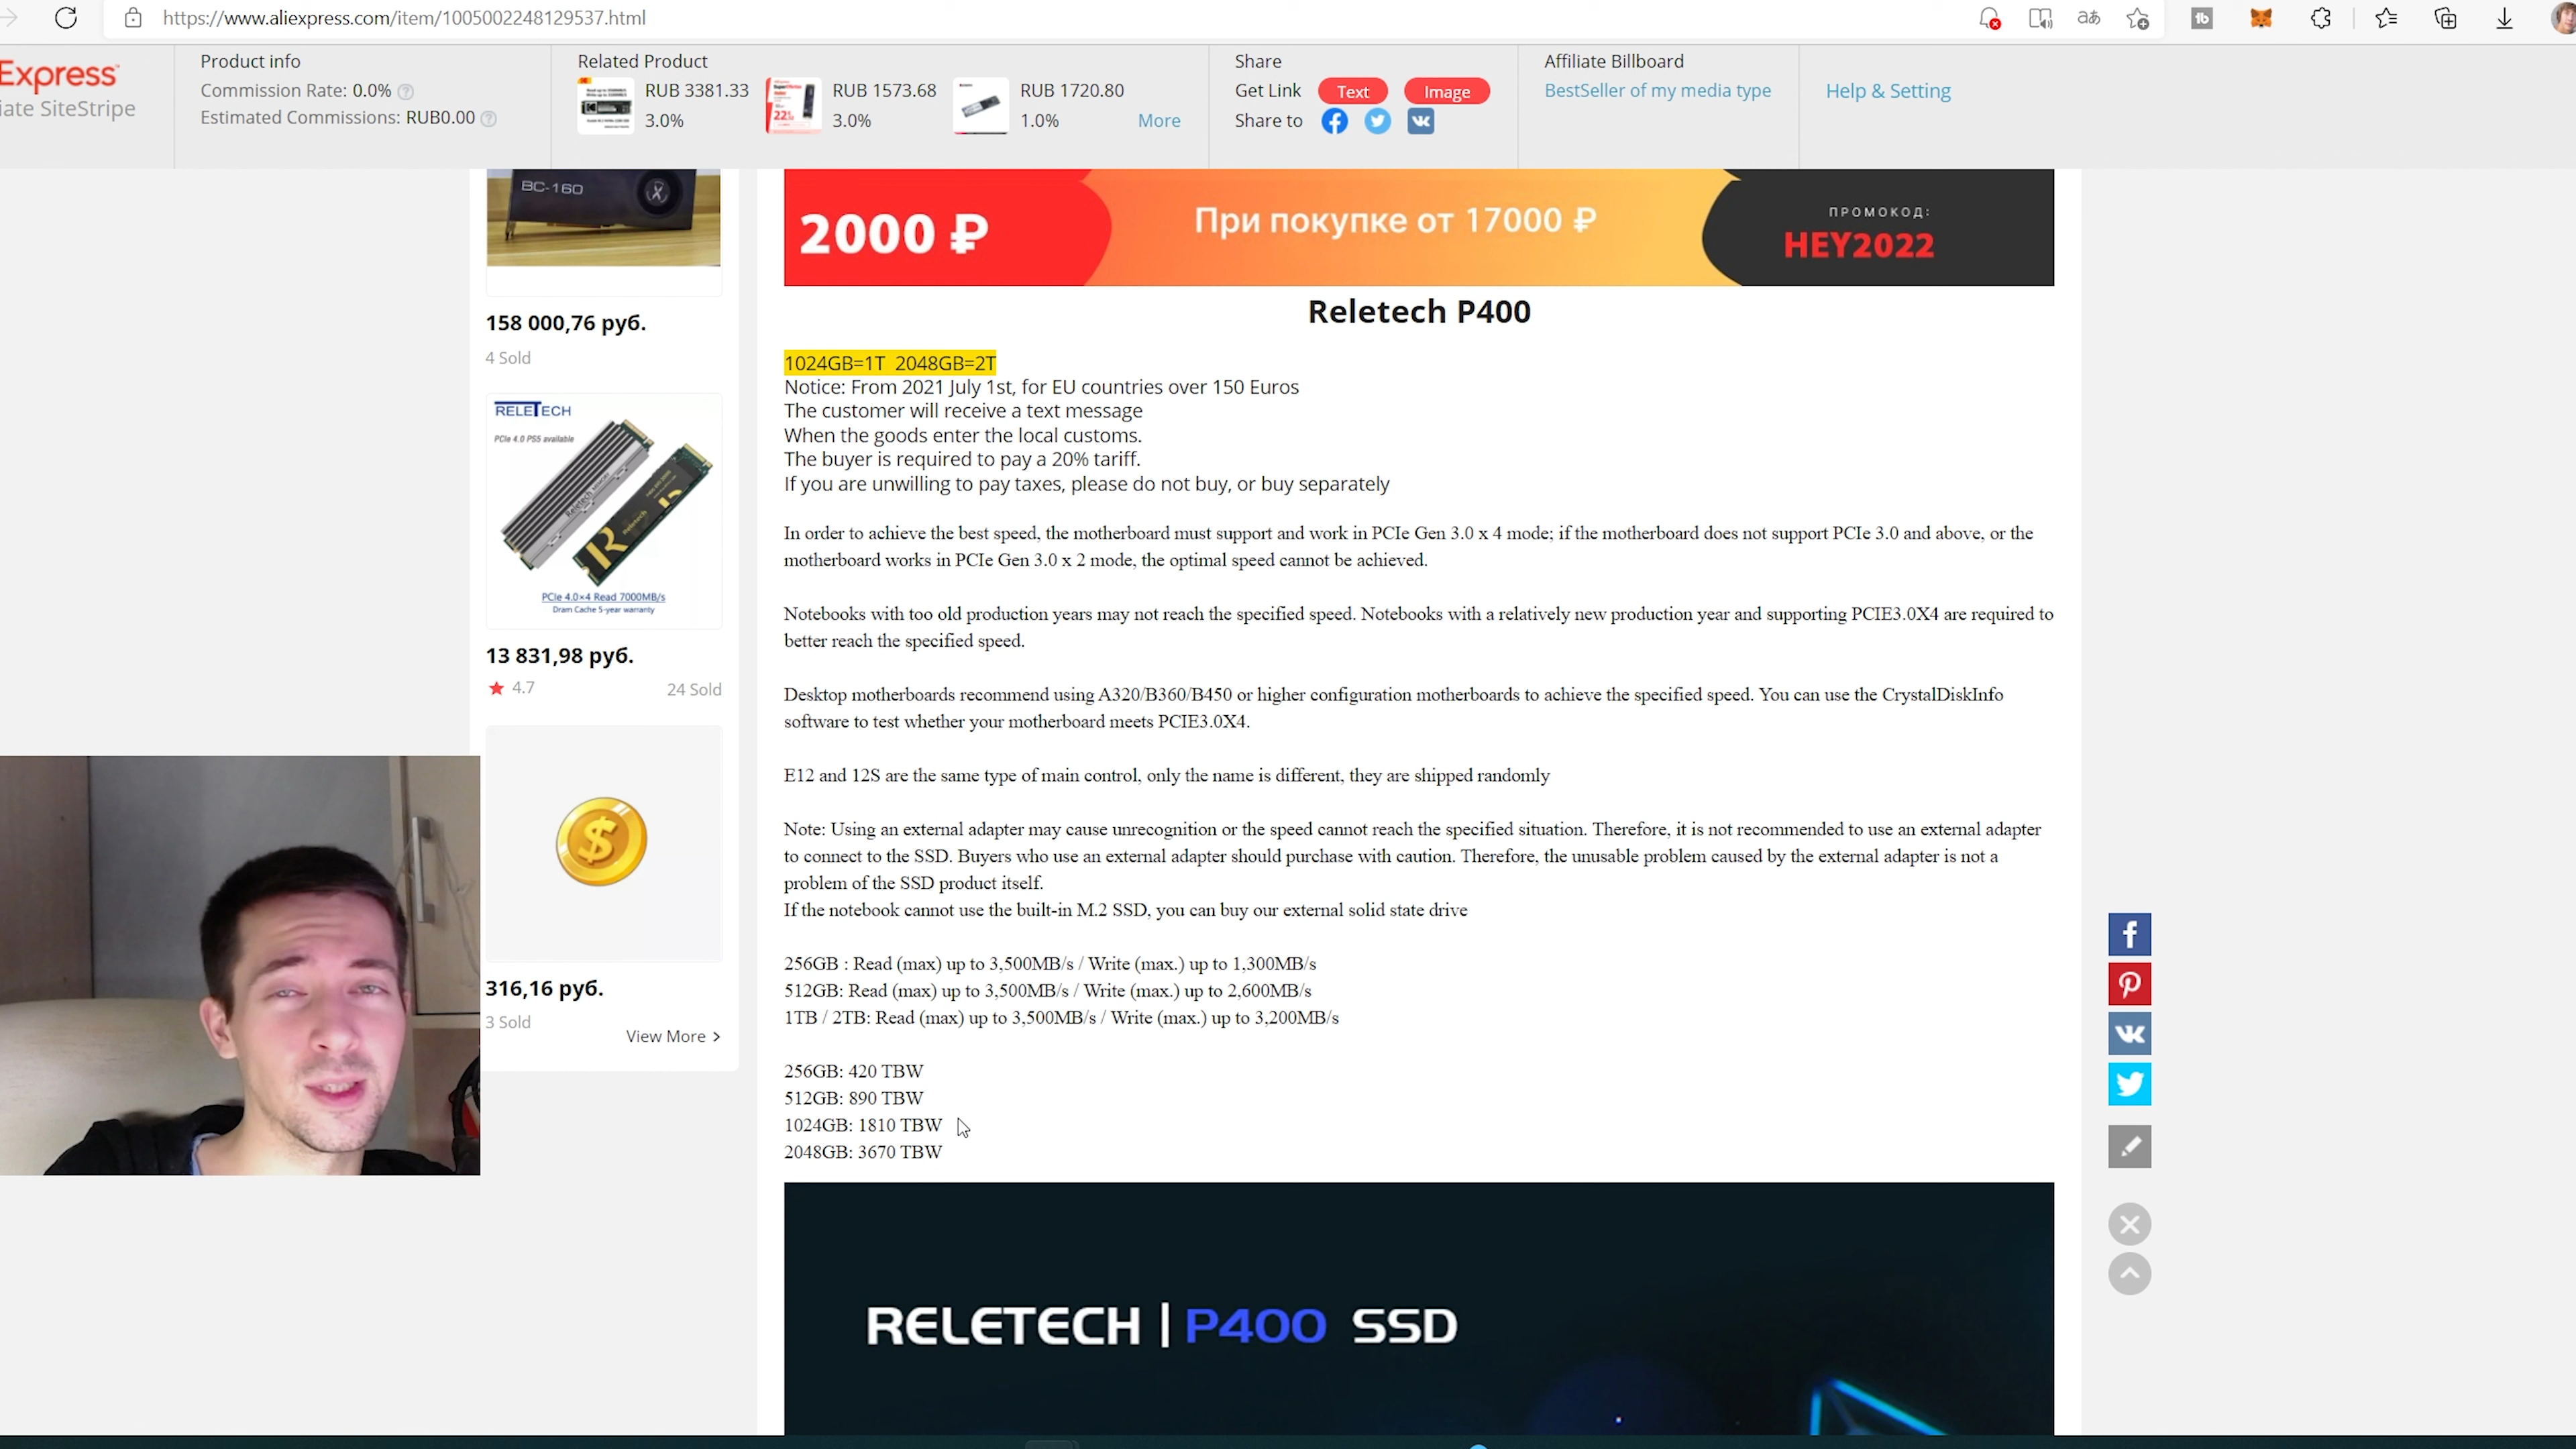 https://www.aliexpress.com/item/1005002248129537.html
Express
iate SiteStripe
Product info
Commission Rate: 0.0%
Estimated Commissions: RUB0.00
Related Product
RUB 3381.33
3.0%
RUB 1573.68
3.0%
RUB 1720.80
1.0%
More
Share
Get Link Text Image
Share to
Affiliate Billboard
BestSeller of my media type
Help & Setting
BC-160
158 000,76 руб.
4 Sold
RELETECH
PCIe 4.0 PS5 available
PCIe 4.0×4 Read 7000MB/s
Dram Cache 5-year warranty
13 831,98 руб.
4.7
24 Sold
316,16 руб.
3 Sold
View More >
2000 ₽
При покупке от 17000 ₽
ПРОМОКОД:
HEY2022
Reletech P400
1024GB=1T 2048GB=2T
Notice: From 2021 July 1st, for EU countries over 150 Euros
The customer will receive a text message
When the goods enter the local customs.
The buyer is required to pay a 20% tariff.
If you are unwilling to pay taxes, please do not buy, or buy separately
In order to achieve the best speed, the motherboard must support and work in PCIe Gen 3.0 x 4 mode; if the motherboard does not support PCIe 3.0 and above, or the
motherboard works in PCIe Gen 3.0 x 2 mode, the optimal speed cannot be achieved.
Notebooks with too old production years may not reach the specified speed. Notebooks with a relatively new production year and supporting PCIE3.0X4 are required to
better reach the specified speed.
Desktop motherboards recommend using A320/B360/B450 or higher configuration motherboards to achieve the specified speed. You can use the CrystalDiskInfo
software to test whether your motherboard meets PCIE3.0X4.
E12 and 12S are the same type of main control, only the name is different, they are shipped randomly
Note: Using an external adapter may cause unrecognition or the speed cannot reach the specified situation. Therefore, it is not recommended to use an external adapter
to connect to the SSD. Buyers who use an external adapter should purchase with caution. Therefore, the unusable problem caused by the external adapter is not a
problem of the SSD product itself.
If the notebook cannot use the built-in M.2 SSD, you can buy our external solid state drive
256GB : Read (max) up to 3,500MB/s / Write (max.) up to 1,300MB/s
512GB: Read (max) up to 3,500MB/s / Write (max.) up to 2,600MB/s
1TB / 2TB: Read (max) up to 3,500MB/s / Write (max.) up to 3,200MB/s
256GB: 420 TBW
512GB: 890 TBW
1024GB: 1810 TBW
2048GB: 3670 TBW
RELETECH | P400 SSD